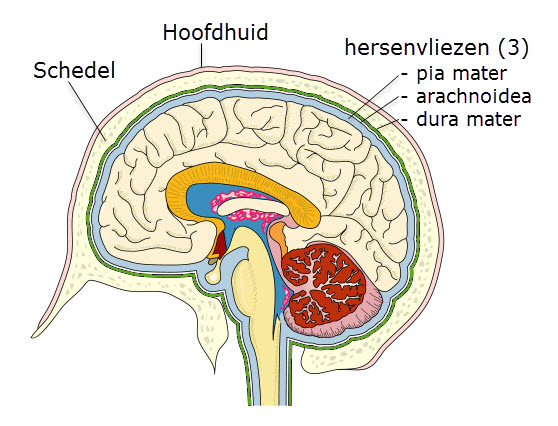 Hoofdhuid
Schedel
hersenvliezen (3)
- pia mater
- arachnoidea
- dura mater